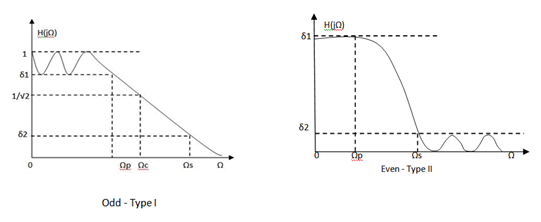 H(jΩ)
1
δ1
1/√2
δ2
0
Ωp
Ωc
Ωs
Ω
Odd - Type I
H(jΩ)
δ1
δ2
0
Ωp
Ωs
Ω
Even - Type II